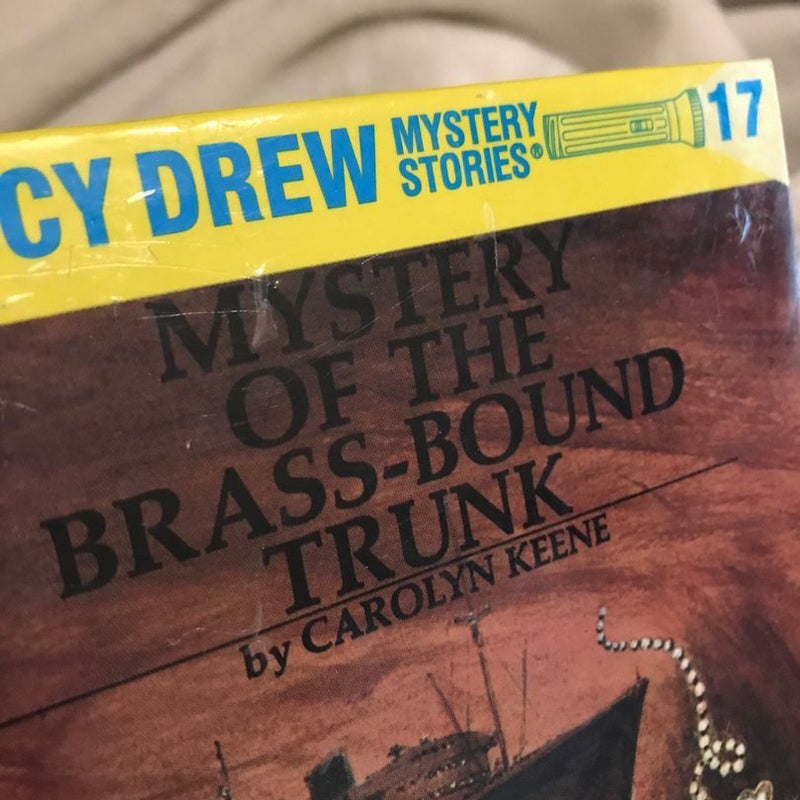 CY DREW MYSTERY STORIES® 17
MYSTERY
OF THE
BRASS-BOUND
TRUNK
by CAROLYN KEENE